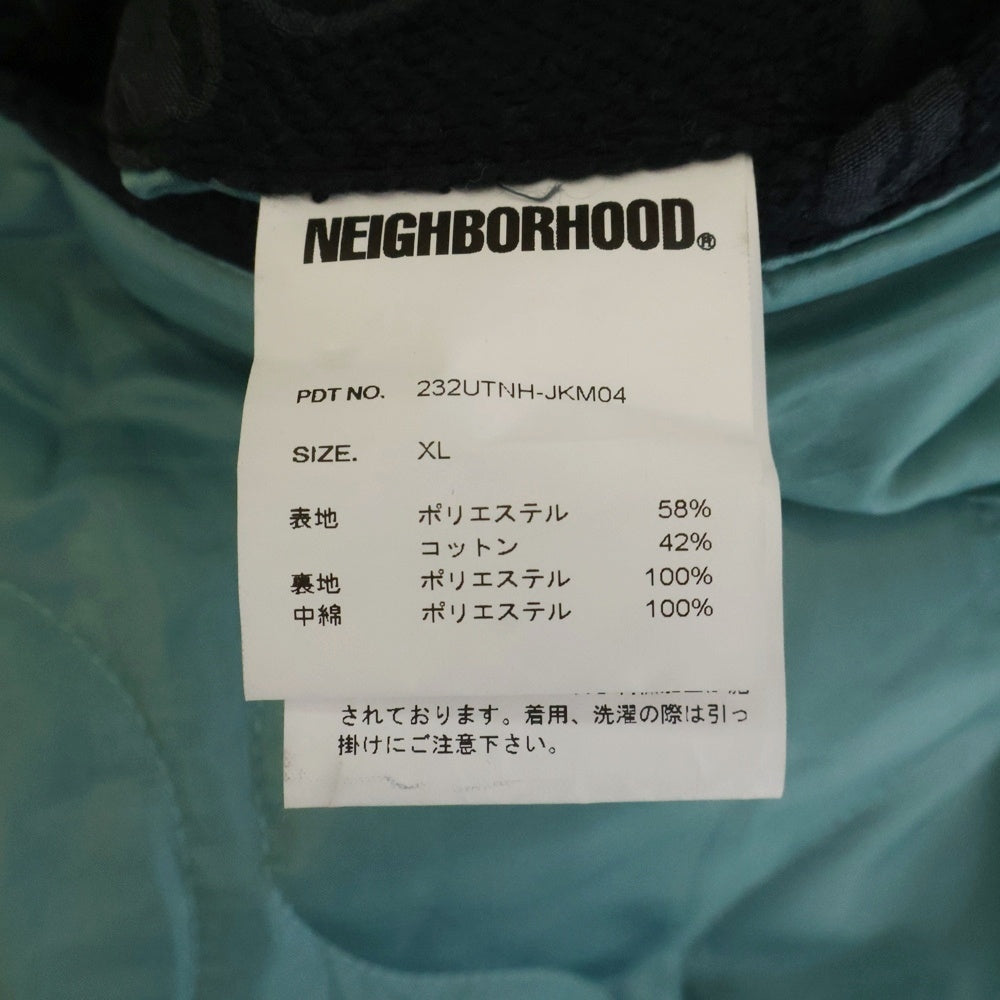 NEIGHBORHOOD®
PDT NO. 232UTNH-JKM04
SIZE. XL
表地 ポリエステル 58%
コットン 42%
裏地 ポリエステル 100%
中綿 ポリエステル 100%
されております。着用、洗濯の際は引っ
掛けにご注意下さい。